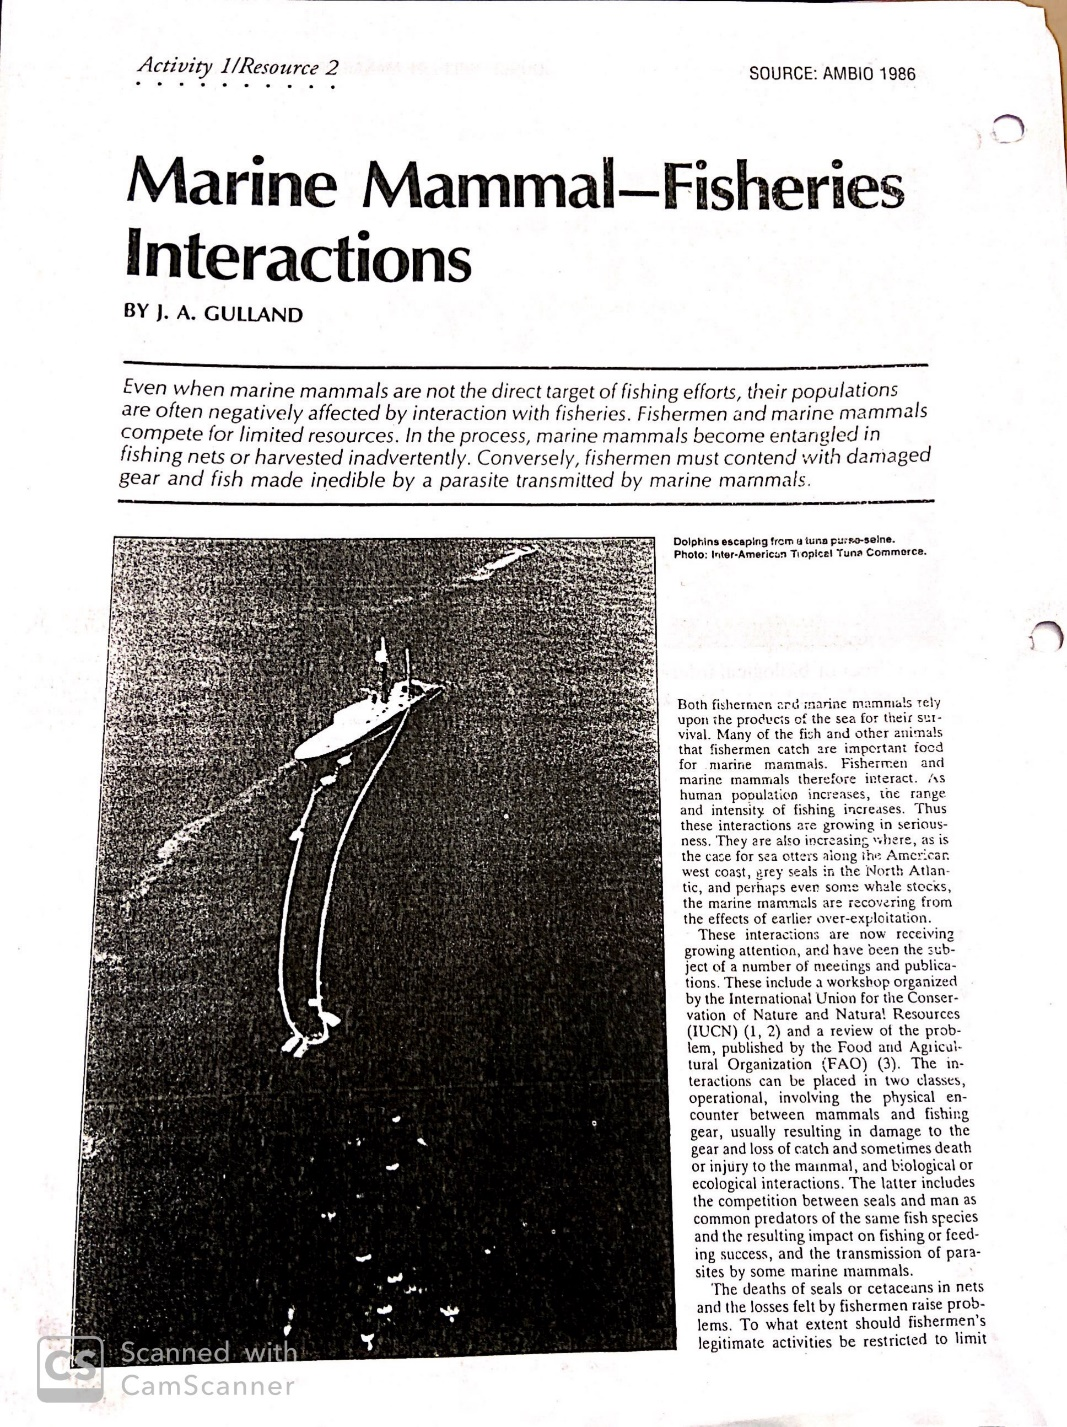 Activity 1/Resource 2
SOURCE: AMBIO 1986
Marine Mammal–Fisheries
Interactions
BY J. A. GULLAND
Even when marine mammals are not the direct target of fishing efforts, their populations
are often negatively affected by interaction with fisheries. Fishermen and marine mammals
compete for limited resources. In the process, marine mammals become entangled in
fishing nets or harvested inadvertently. Conversely, fishermen must contend with damaged
gear and fish made inedible by a parasite transmitted by marine mammals.
Dolphins escaping from a tuna purse-seine.
Photo: Inter-American Tropical Tuna Commerce.
Both fishermen and marine mammals rely
upon the products of the sea for their sur-
vival. Many of the fish and other animals
that fishermen catch are important food
for marine mammals. Fishermen and
marine mammals therefore interact. As
human population increases, the range
and intensity of fishing increases. Thus
these interactions are growing in serious-
ness. They are also increasing where, as is
the case for sea otters along the American
west coast, grey seals in the North Atlan-
tic, and perhaps even some whale stocks,
the marine mammals are recovering from
the effects of earlier over-exploitation.
These interactions are now receiving
growing attention, and have been the sub-
ject of a number of meetings and publica-
tions. These include a workshop organized
by the International Union for the Conser-
vation of Nature and Natural Resources
(IUCN) (1, 2) and a review of the prob-
lem, published by the Food and Agricul-
tural Organization (FAO) (3). The in-
teractions can be placed in two classes,
operational, involving the physical en-
counter between mammals and fishing
gear, usually resulting in damage to the
gear and loss of catch and sometimes death
or injury to the mammal, and biological or
ecological interactions. The latter includes
the competition between seals and man as
common predators of the same fish species
and the resulting impact on fishing or feed-
ing success, and the transmission of para-
sites by some marine mammals.
The deaths of seals or cetaceans in nets
and the losses felt by fishermen raise prob-
lems. To what extent should fishermen's
legitimate activities be restricted to limit
CS
Scanned with
CamScanner